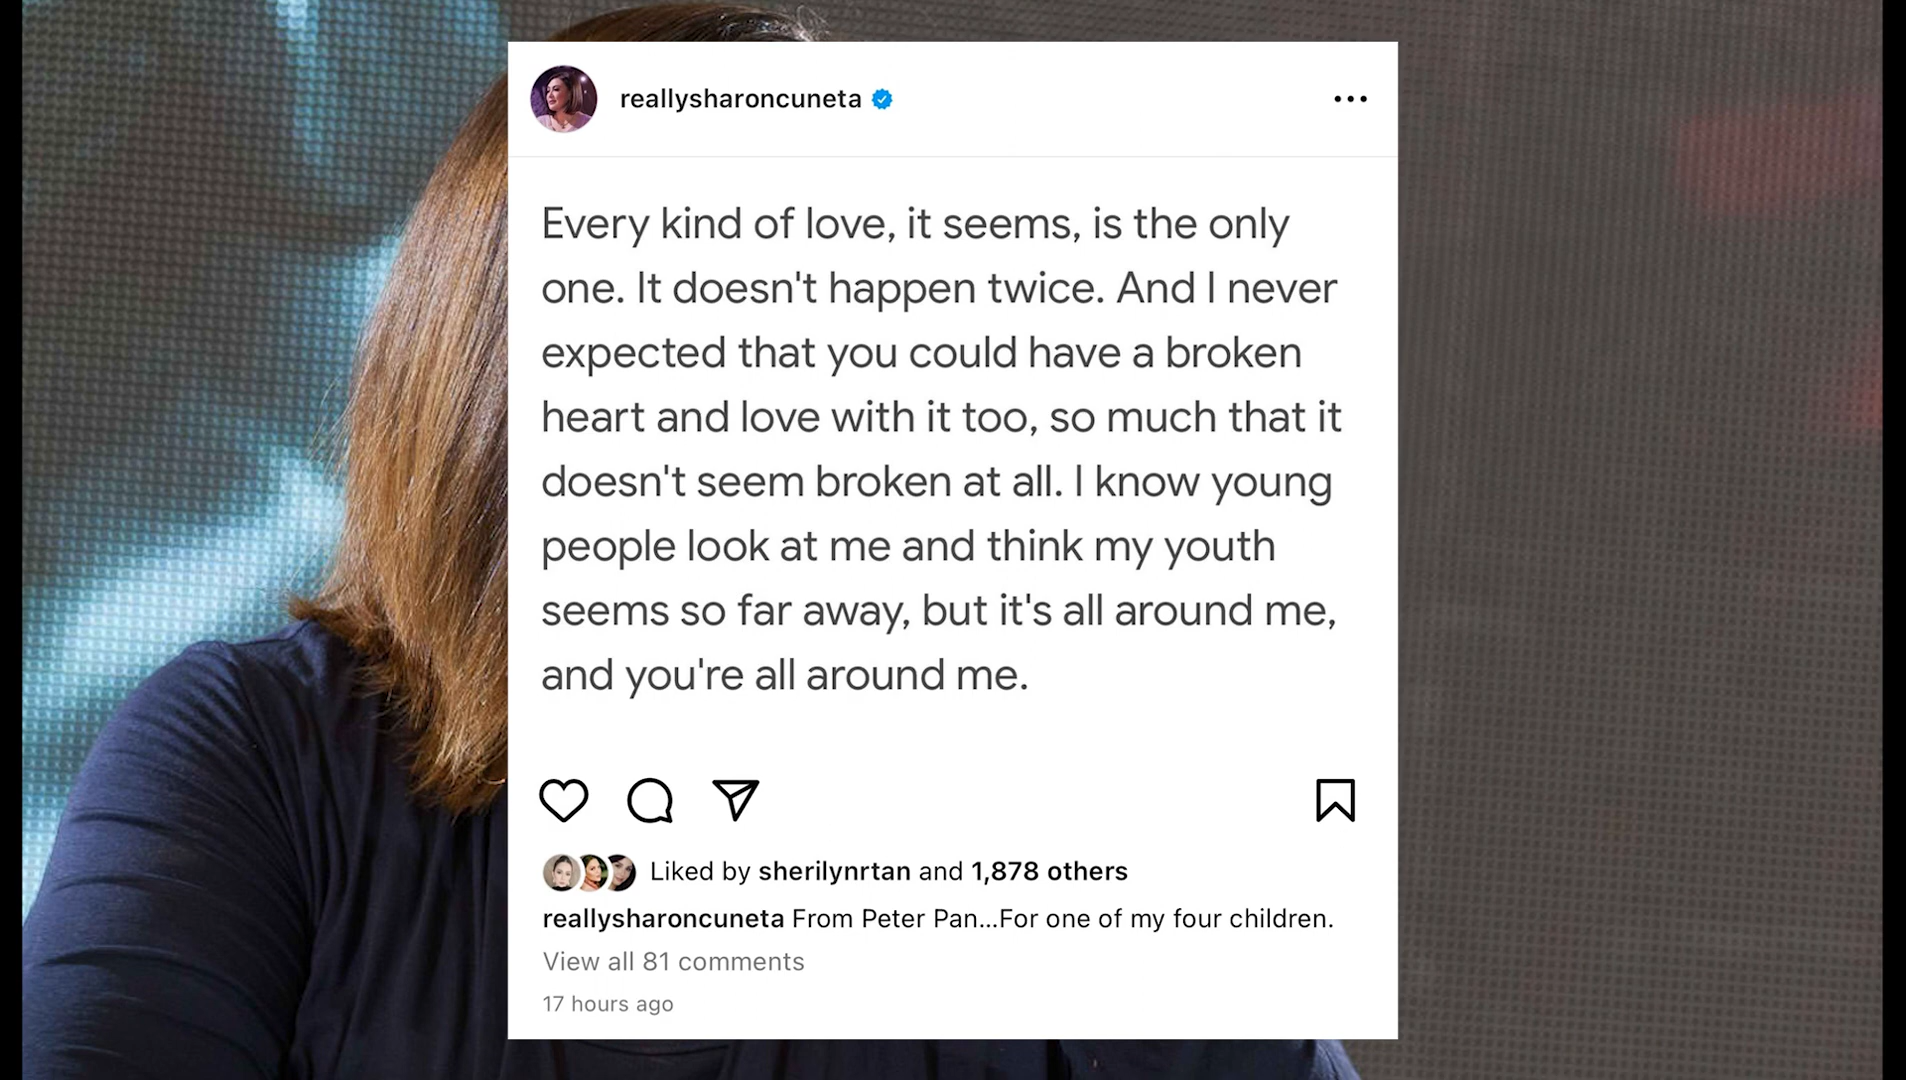 reallysharoncuneta
Every kind of love, it seems, is the only
one. It doesn't happen twice. And I never
expected that you could have a broken
heart and love with it too, so much that it
doesn't seem broken at all. I know young
people look at me and think my youth
seems so far away, but it's all around me,
and you're all around me.
Liked by sherilynrtan and 1,878 others
reallysharoncuneta From Peter Pan...For one of my four children.
View all 81 comments
17 hours ago